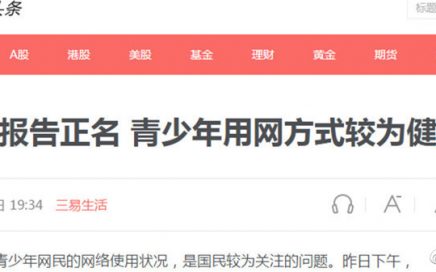 条
标题
A股 港股 美股 基金 理财 黄金 期货
报告正名 青少年用网方式较为健
19:34 三易生活
A
青少年网民的网络使用状况，是国民较为关注的问题。昨日下午，